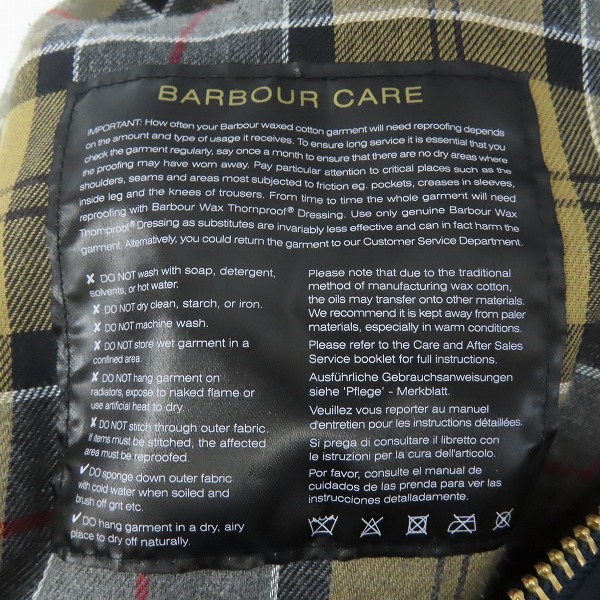 BARBOUR CARE
IMPORTANT: How often your Barbour waxed cotton garment will need reproofing depends
on the amount and type of usage it receives. To ensure long service it is essential that you
check the garment regularly, say once a month to ensure that there are no dry areas where
the proofing may have worn away. Pay particular attention to critical places such as the
shoulders, seams and areas most subjected to friction eg. pockets, creases in sleeves,
inside leg and the knees of trousers. From time to time the whole garment will need
reproofing with Barbour Wax Thornproof® Dressing. Use only genuine Barbour Wax
Thornproof® Dressing as substitutes are invariably less effective and can in fact harm the
garment. Alternatively, you could return the garment to our Customer Service Department.
✗ DO NOT wash with soap, detergent,
solvents, or hot water.
✗ DO NOT dry clean, starch, or iron.
✗ DO NOT machine wash.
✗ DO NOT store wet garment in a
confined area.
✗ DO NOT hang garment on
radiators, expose to naked flame or
use artificial heat to dry.
✗ DO NOT stitch through outer fabric.
If items must be stitched, the affected
area must be reproofed.
✓ DO sponge down outer fabric
with cold water when soiled and
brush off grit etc.
✓ DO hang garment in a dry, airy
place to dry off naturally.
Please note that due to the traditional
method of manufacturing wax cotton,
the oils may transfer onto other materials.
We recommend it is kept away from paler
materials, especially in warm conditions.
Please refer to the Care and After Sales
Service booklet for full instructions.
Ausführliche Gebrauchsanweisungen
siehe 'Pflege' - Merkblatt.
Veuillez vous reporter au manuel
d'entretien pour les instructions détaillées.
Si prega di consultare il libretto con
le istruzioni per la cura dell'articolo.
Por favor, consulte el manual de
cuidados de las prenda para ver las
instrucciones detalladamente.